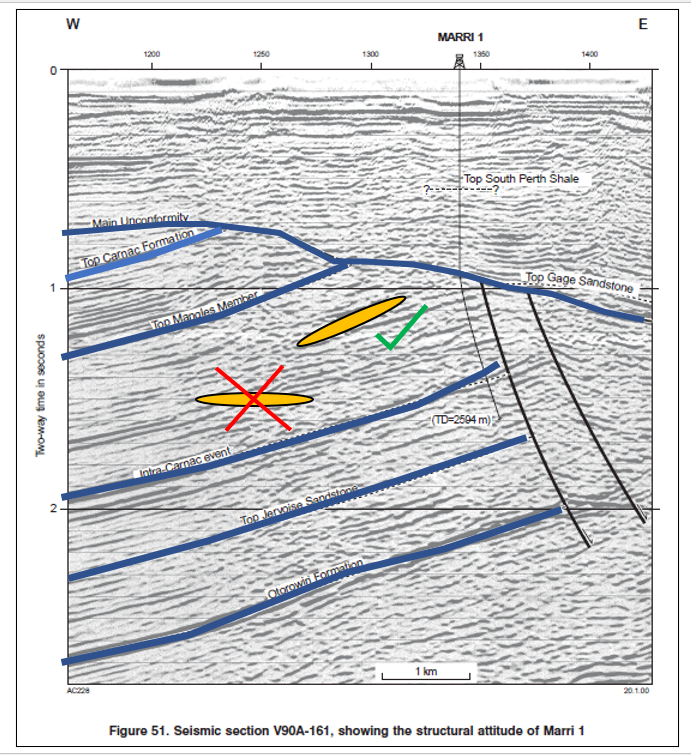 W E
MARRI 1
1200 1250 1300 1350 1400
0
Top South Perth Shale
? ?
Main Unconformity
Top Carnac Formation
Top Gage Sandstone
1
Top Mangles Member
Two-way time in seconds
(TD=2594 m)
Intra-Carnac event
Top Jervoise Sandstone
2
Otorowiri Formation
1 km
AC228 20.1.00
Figure 51. Seismic section V90A-161, showing the structural attitude of Marri 1